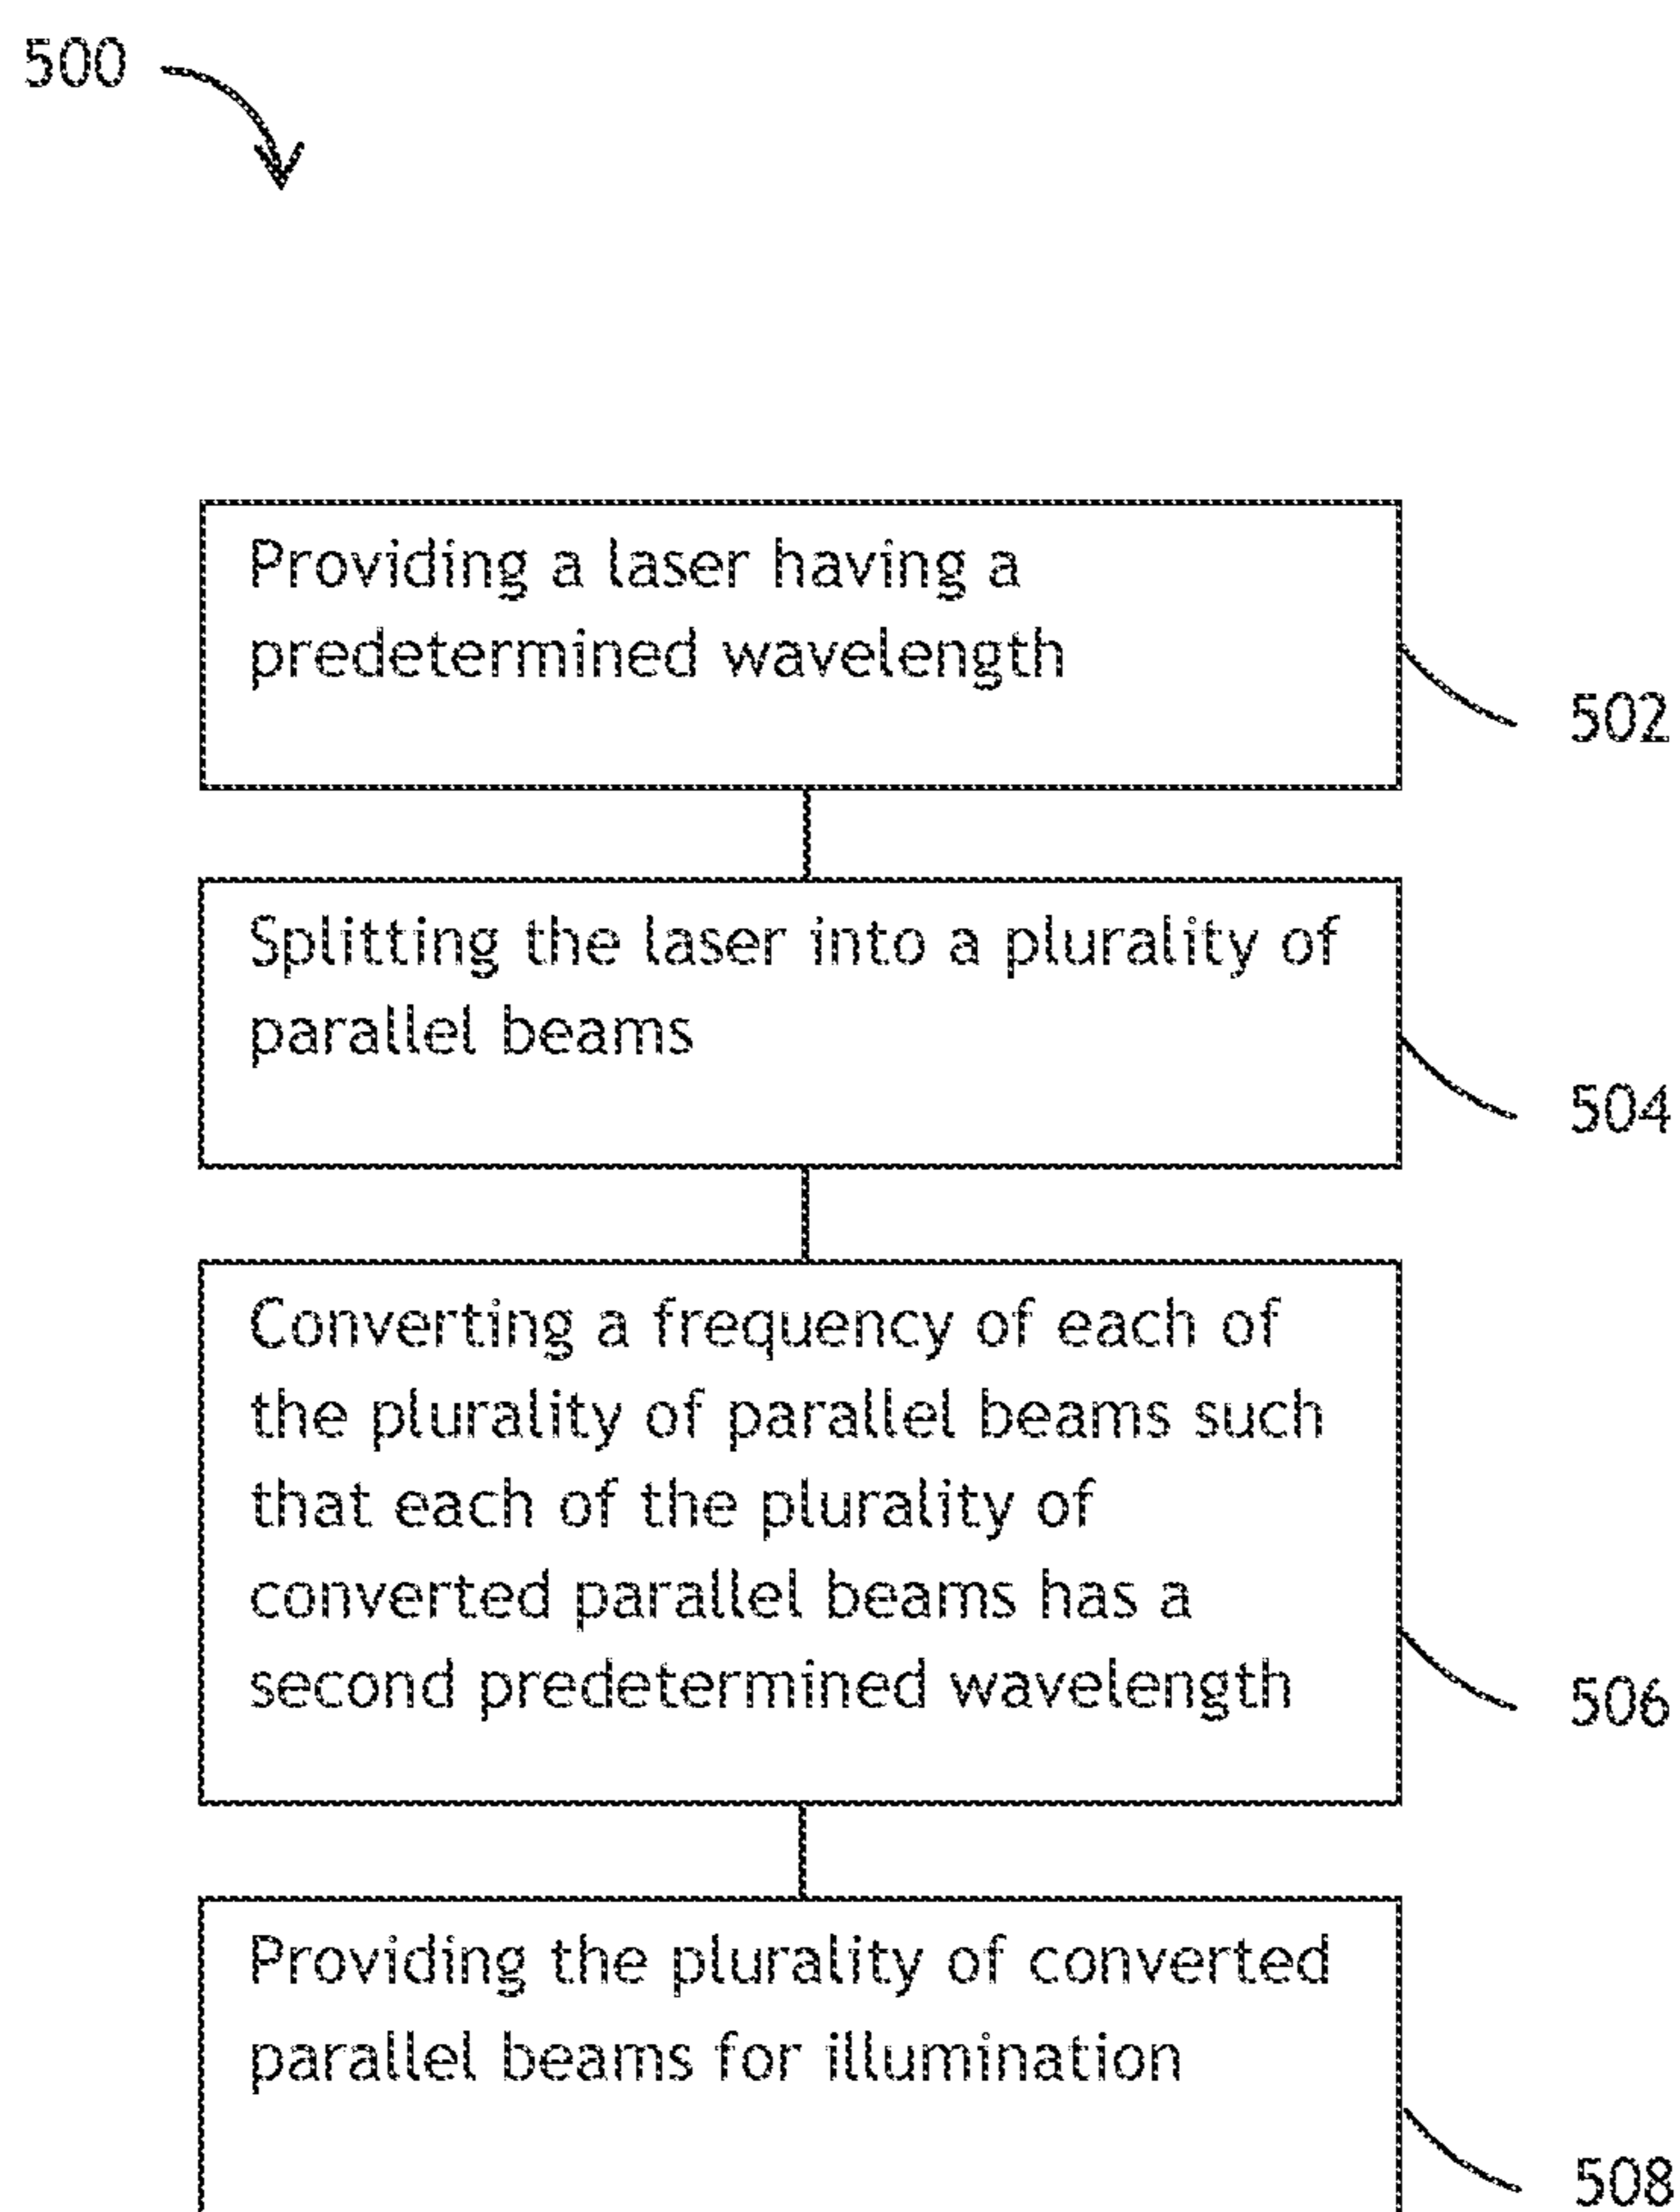 500
Providing a laser having a
predetermined wavelength
502
Splitting the laser into a plurality of
parallel beams
504
Converting a frequency of each of
the plurality of parallel beams such
that each of the plurality of
converted parallel beams has a
second predetermined wavelength
506
Providing the plurality of converted
parallel beams for illumination
508